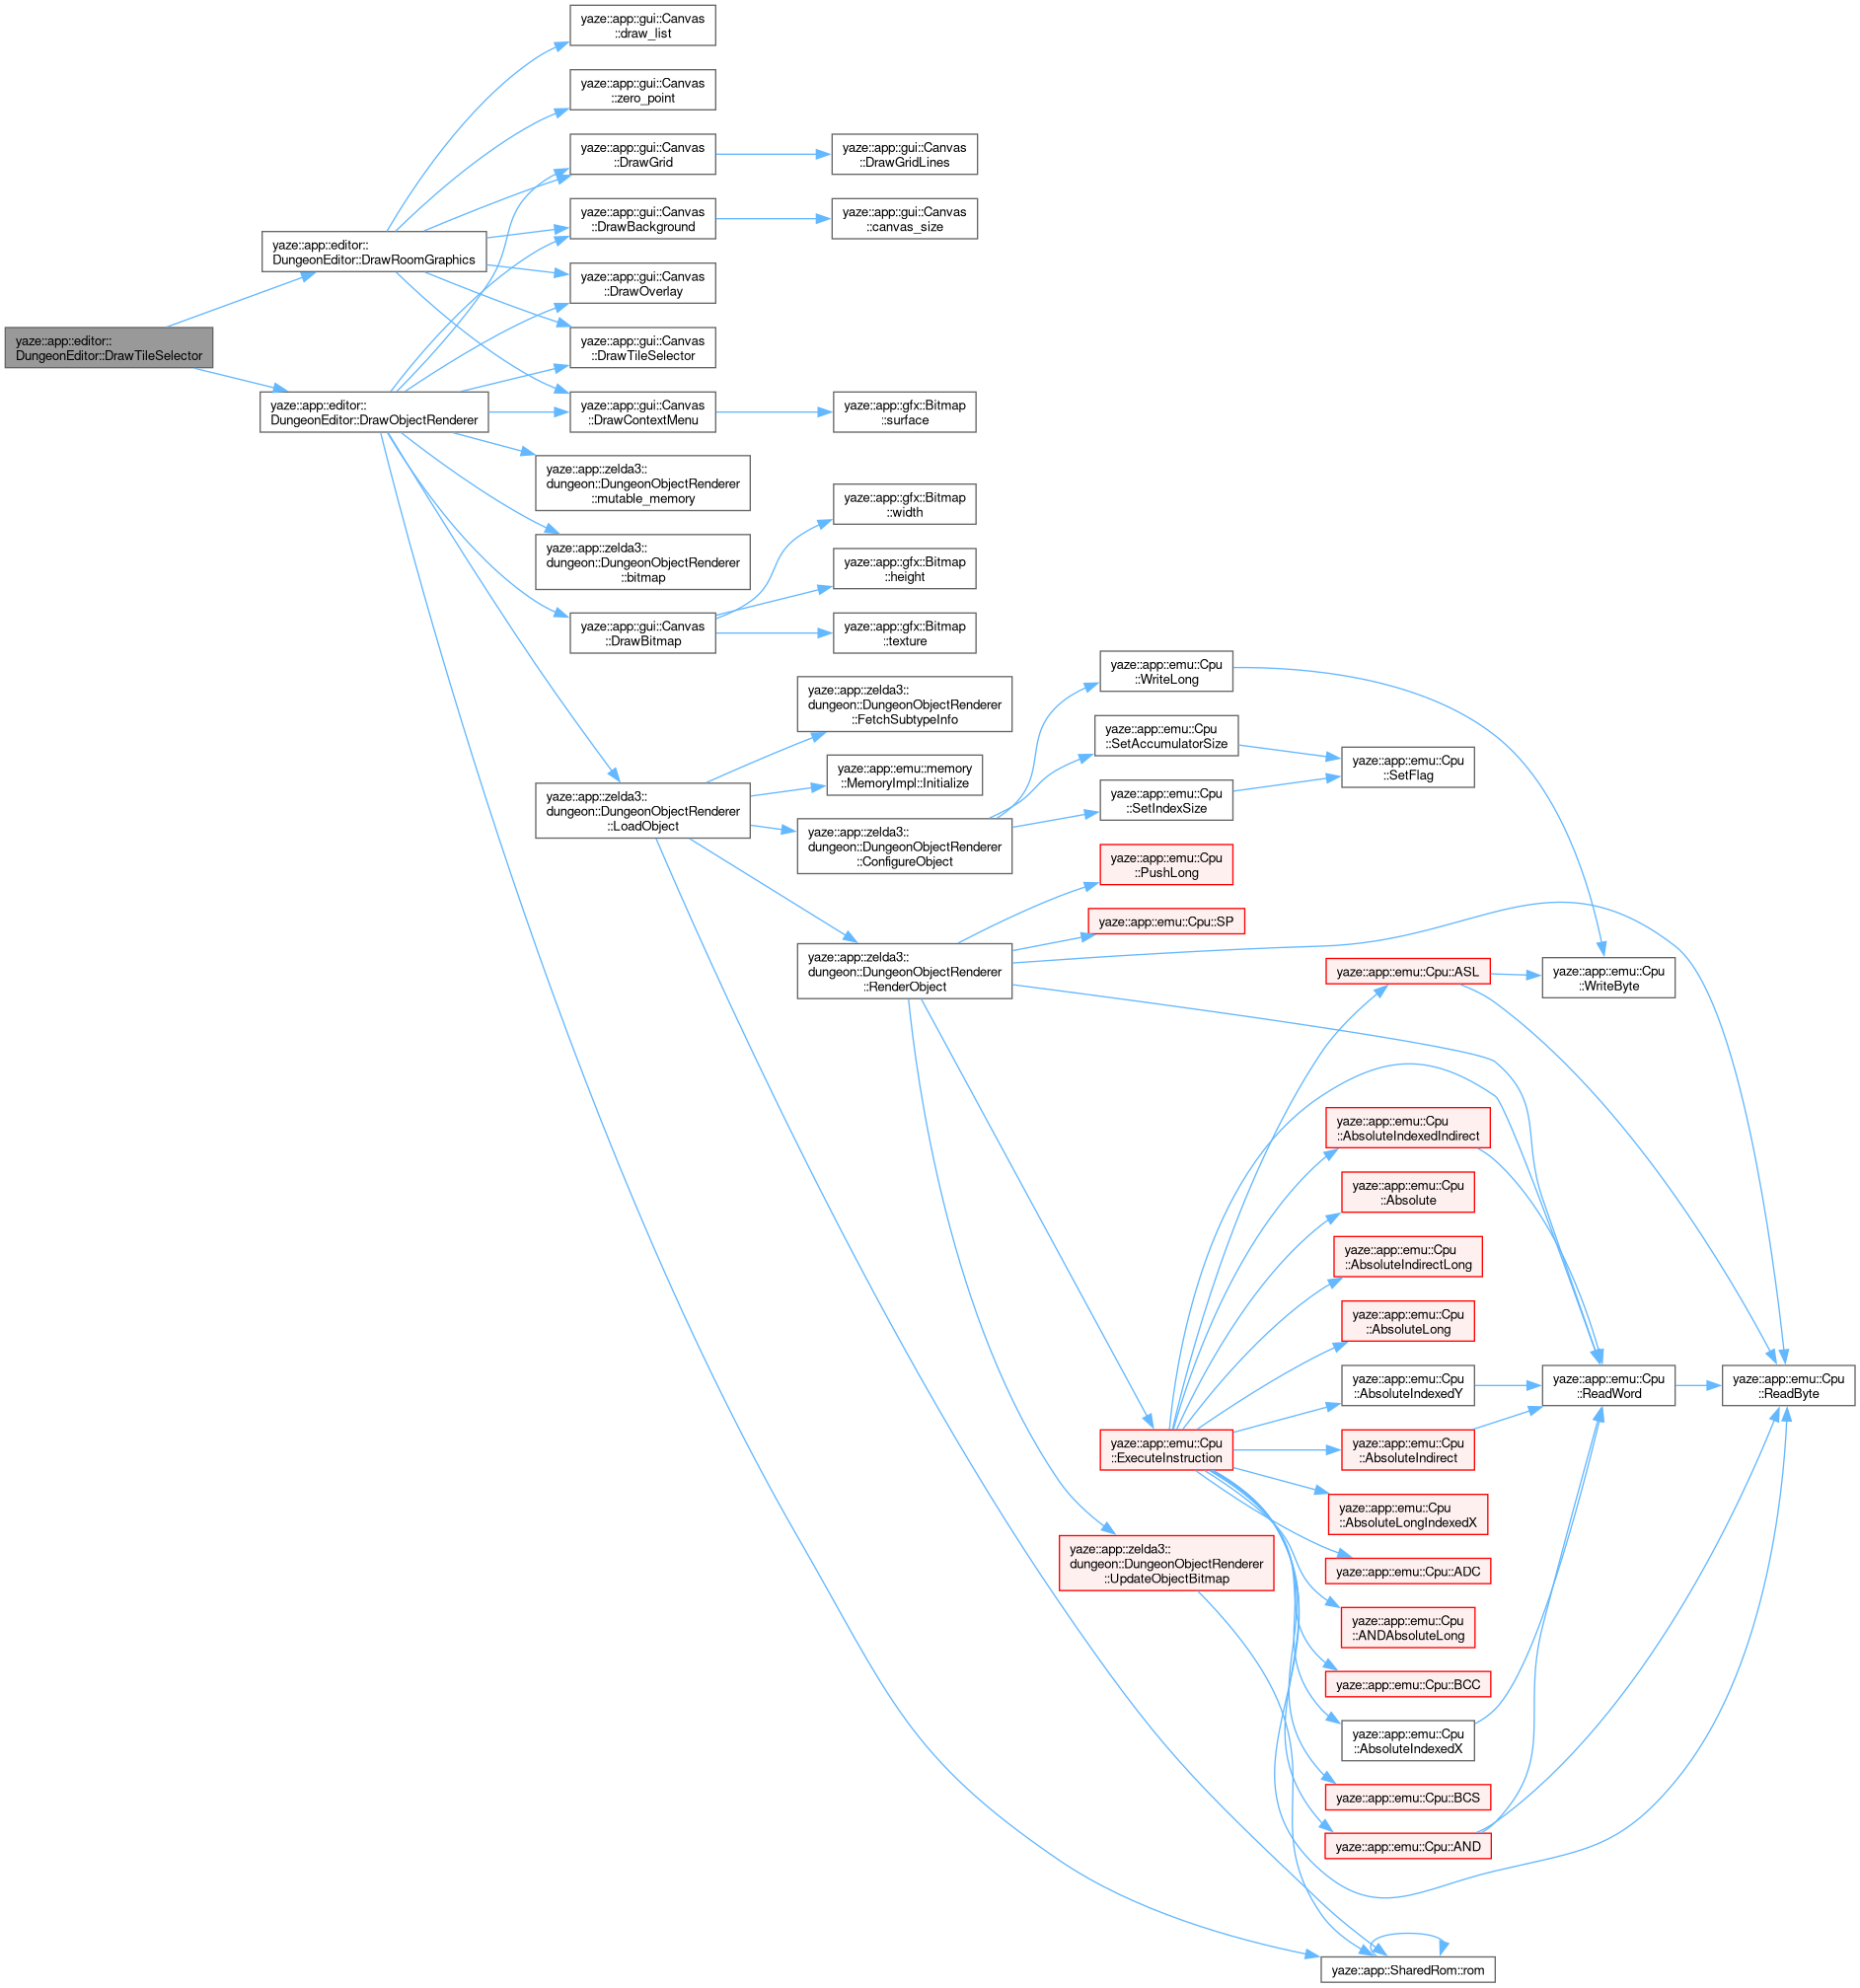 yaze::app::editor::
DungeonEditor::DrawTileSelector
yaze::app::editor::
DungeonEditor::DrawRoomGraphics
yaze::app::editor::
DungeonEditor::DrawObjectRenderer
yaze::app::gui::Canvas
::draw_list
yaze::app::gui::Canvas
::zero_point
yaze::app::gui::Canvas
::DrawGrid
yaze::app::gui::Canvas
::DrawBackground
yaze::app::gui::Canvas
::DrawOverlay
yaze::app::gui::Canvas
::DrawTileSelector
yaze::app::gui::Canvas
::DrawContextMenu
yaze::app::zelda3::
dungeon::DungeonObjectRenderer
::mutable_memory
yaze::app::zelda3::
dungeon::DungeonObjectRenderer
::bitmap
yaze::app::gui::Canvas
::DrawBitmap
yaze::app::zelda3::
dungeon::DungeonObjectRenderer
::LoadObject
yaze::app::gui::Canvas
::DrawGridLines
yaze::app::gui::Canvas
::canvas_size
yaze::app::gfx::Bitmap
::surface
yaze::app::gfx::Bitmap
::width
yaze::app::gfx::Bitmap
::height
yaze::app::gfx::Bitmap
::texture
yaze::app::zelda3::
dungeon::DungeonObjectRenderer
::FetchSubtypeInfo
yaze::app::emu::memory
::MemoryImpl::Initialize
yaze::app::zelda3::
dungeon::DungeonObjectRenderer
::ConfigureObject
yaze::app::zelda3::
dungeon::DungeonObjectRenderer
::RenderObject
yaze::app::emu::Cpu
::WriteLong
yaze::app::emu::Cpu
::SetAccumulatorSize
yaze::app::emu::Cpu
::SetIndexSize
yaze::app::emu::Cpu
::PushLong
yaze::app::emu::Cpu::SP
yaze::app::emu::Cpu
::ExecuteInstruction
yaze::app::zelda3::
dungeon::DungeonObjectRenderer
::UpdateObjectBitmap
yaze::app::emu::Cpu
::SetFlag
yaze::app::emu::Cpu::ASL
yaze::app::emu::Cpu
::AbsoluteIndexedIndirect
yaze::app::emu::Cpu
::Absolute
yaze::app::emu::Cpu
::AbsoluteIndirectLong
yaze::app::emu::Cpu
::AbsoluteLong
yaze::app::emu::Cpu
::AbsoluteIndexedY
yaze::app::emu::Cpu
::AbsoluteIndirect
yaze::app::emu::Cpu
::AbsoluteLongIndexedX
yaze::app::emu::Cpu::ADC
yaze::app::emu::Cpu
::ANDAbsoluteLong
yaze::app::emu::Cpu::BCC
yaze::app::emu::Cpu
::AbsoluteIndexedX
yaze::app::emu::Cpu::BCS
yaze::app::emu::Cpu::AND
yaze::app::SharedRom::rom
yaze::app::emu::Cpu
::WriteByte
yaze::app::emu::Cpu
::ReadWord
yaze::app::emu::Cpu
::ReadByte